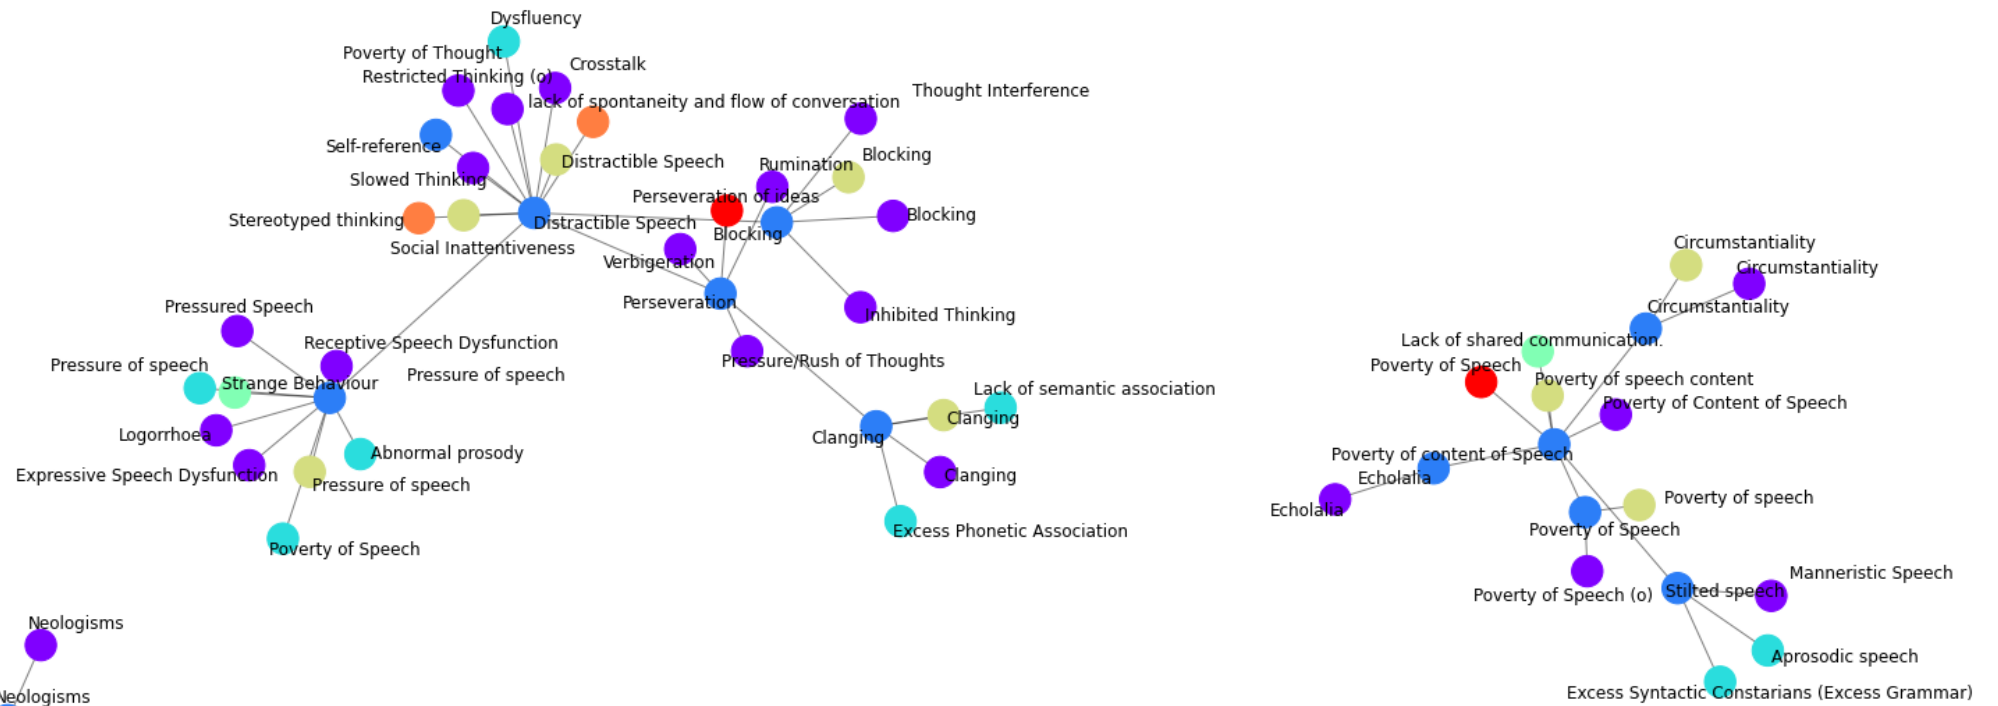 Dysfluency
Poverty of Thought
Crosstalk
Restricted Thinking (o)
lack of spontaneity and flow of conversation
Thought Interference
Self-reference
Distractible Speech
Rumination
Blocking
Slowed Thinking
Perseveration of ideas
Stereotyped thinking
Distractible Speech
Blocking
Blocking
Social Inattentiveness
Verbigeration
Perseveration
Inhibited Thinking
Pressure/Rush of Thoughts
Pressured Speech
Receptive Speech Dysfunction
Pressure of speech
Pressure of speech
Strange Behaviour
Logorrhoea
Abnormal prosody
Expressive Speech Dysfunction
Pressure of speech
Poverty of Speech
Lack of semantic association
Clanging
Clanging
Clanging
Excess Phonetic Association
Neologisms
Neologisms
Circumstantiality
Circumstantiality
Circumstantiality
Lack of shared communication.
Poverty of Speech
Poverty of speech content
Poverty of Content of Speech
Poverty of content of Speech
Echolalia
Echolalia
Poverty of speech
Poverty of Speech
Poverty of Speech (o)
Stilted speech
Manneristic Speech
Aprosodic speech
Excess Syntactic Constarians (Excess Grammar)